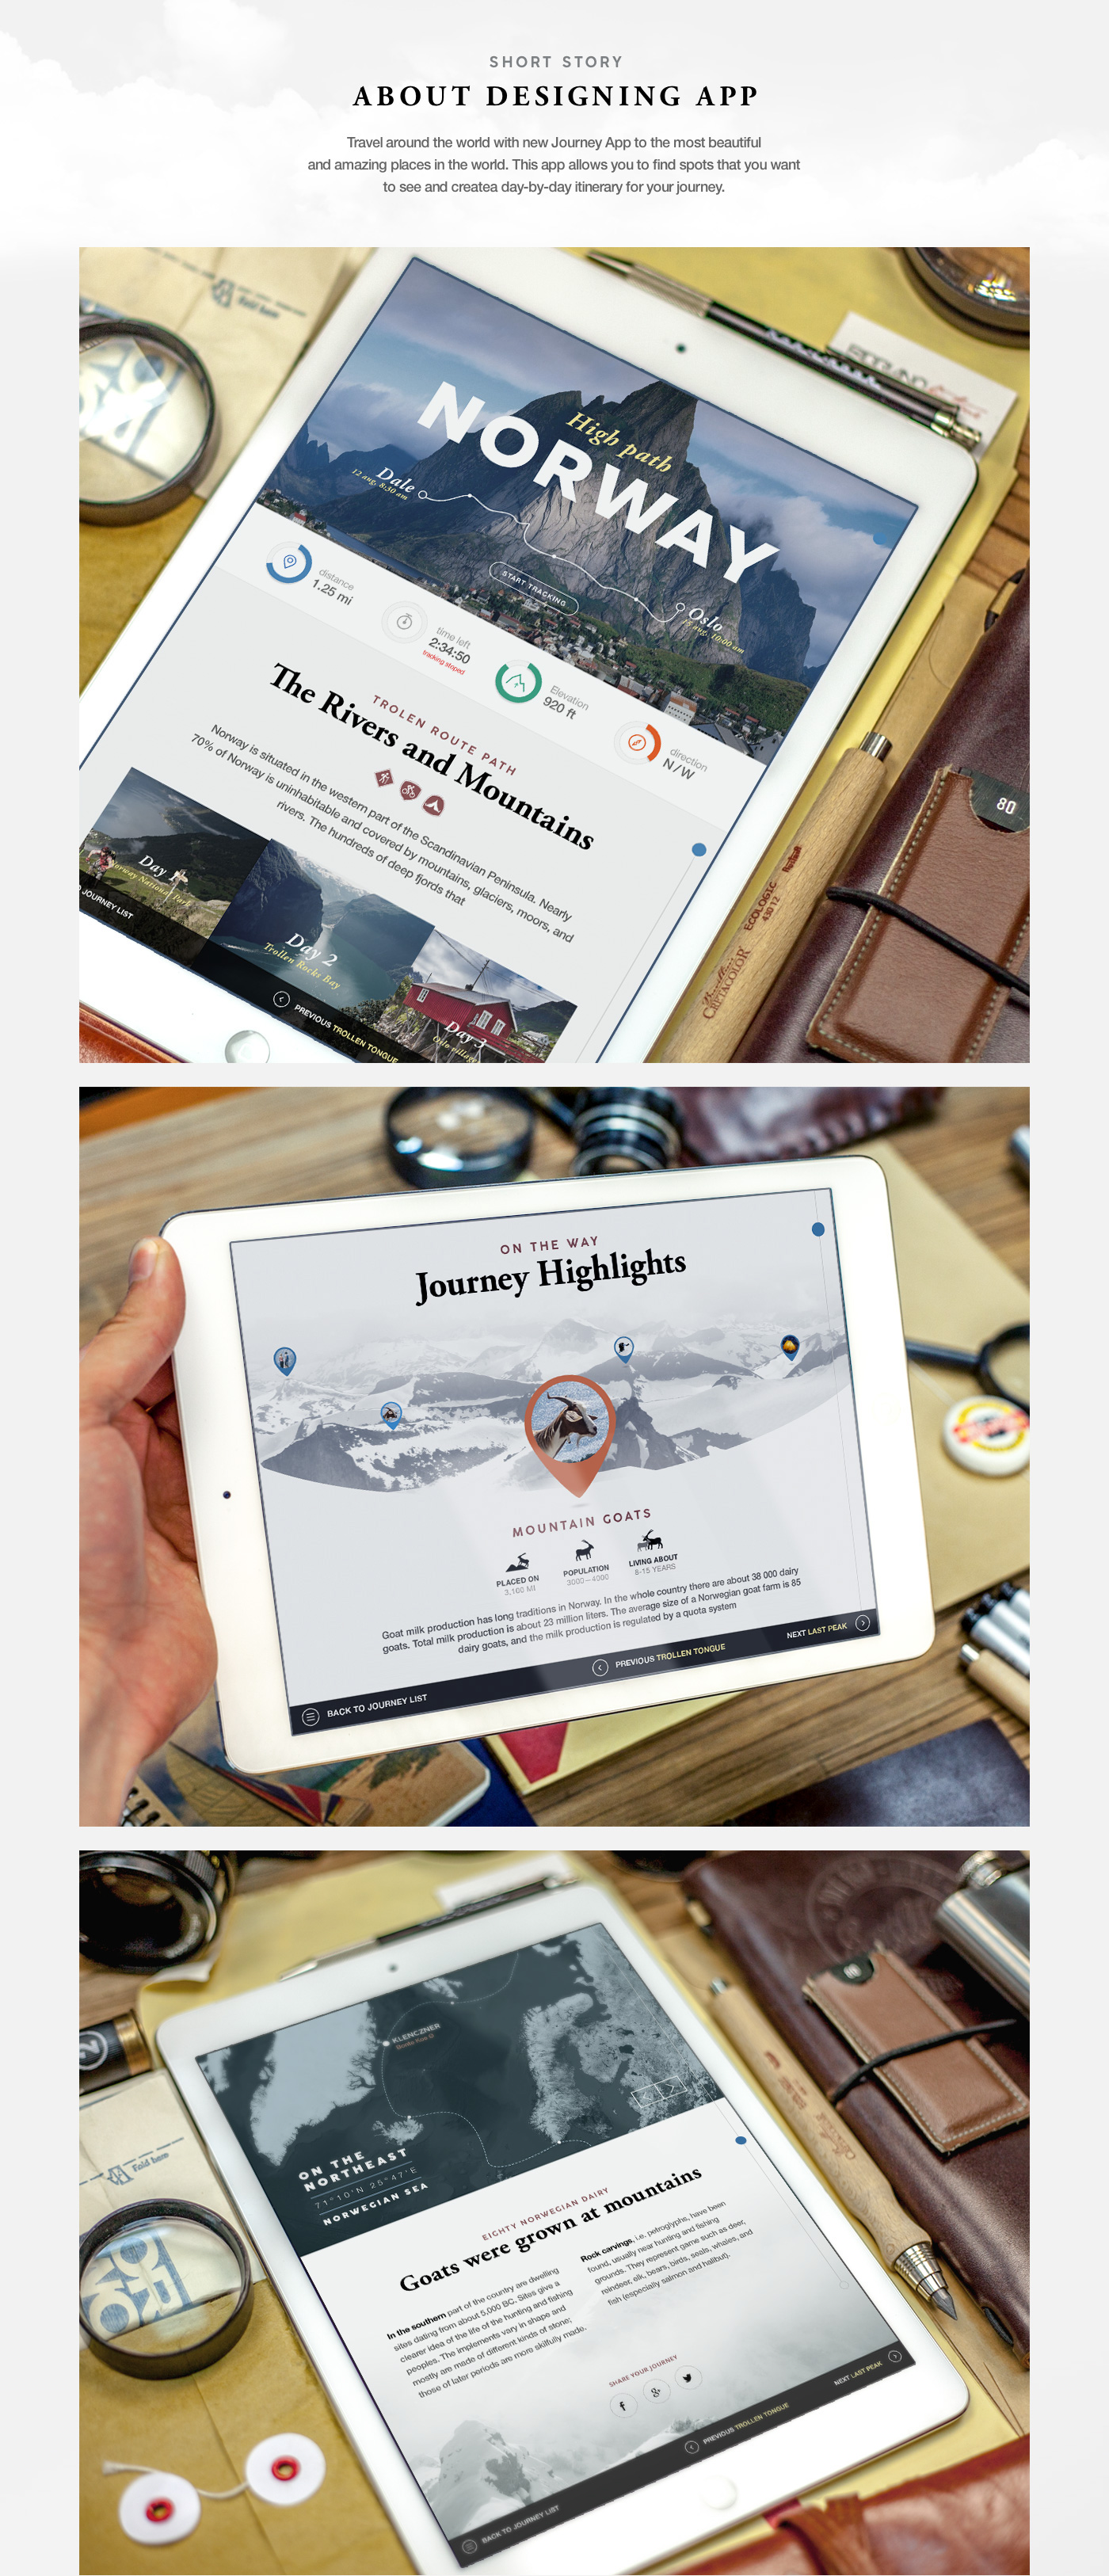 SHORT STORY
ABOUT DESIGNING APP
Travel around the world with new Journey App to the most beautiful
and amazing places in the world. This app allows you to find spots that you want
to see and createa day-by-day itinerary for your journey.
Fold here
High path
NORWAY
Dale
12 aug, 8:30 am
START TRACKING
Oslo
10:00 am
distance
1.25 mi
time left
2:34:50
tracking stoped
Elevation
920 ft
direction
N / W
TROLEN ROUTE PATH
The Rivers and Mountains
Norway is situated in the western part of the Scandinavian Peninsula. Nearly
70% of Norway is uninhabitable and covered by mountains, glaciers, moors, and
rivers. The hundreds of deep fjords that
Day 1
Norway National Park
Day 2
Trollen Rocks Bay
Day 3
JOURNEY LIST
PREVIOUS TROLLEN TONGUE
80
ECOLOGIC
CEPTACOLOR
ON THE WAY
Journey Highlights
MOUNTAIN GOATS
PLACED ON
3,160 MI
POPULATION
3000—4000
LIVING ABOUT
8-15 YEARS
Goat milk production has long traditions in Norway. In the whole country there are about 38 000 dairy
goats. Total milk production is about 23 million liters. The average size of a Norwegian goat farm is 85
dairy goats, and the milk production is regulated by a quota system
BACK TO JOURNEY LIST
PREVIOUS TROLLEN TONGUE
NEXT LAST PEAK
KLENCZNER
ON THE
NORTHEAST
71°10'N 25°47'E
NORWEGIAN SEA
Fold here
EIGHTY NORWEGIAN DAIRY
Goats were grown at mountains
In the southern part of the country are dwelling
sites dating from about 5,000 BC. Sites give a
clearer idea of the life of the hunting and fishing
peoples. The implements vary in shape and
mostly are made of different kinds of stone;
those of later periods are more skilfully made.
Rock carvings, i.e. petroglyphs, have been
found, usually near hunting and fishing
grounds. They represent game such as deer,
reindeer, elk, bears, birds, seals, whales, and
fish (especially salmon and halibut).
SHARE YOUR JOURNEY
BACK TO JOURNEY LIST
PREVIOUS TROLLEN TONGUE
NEXT LAST PEAK